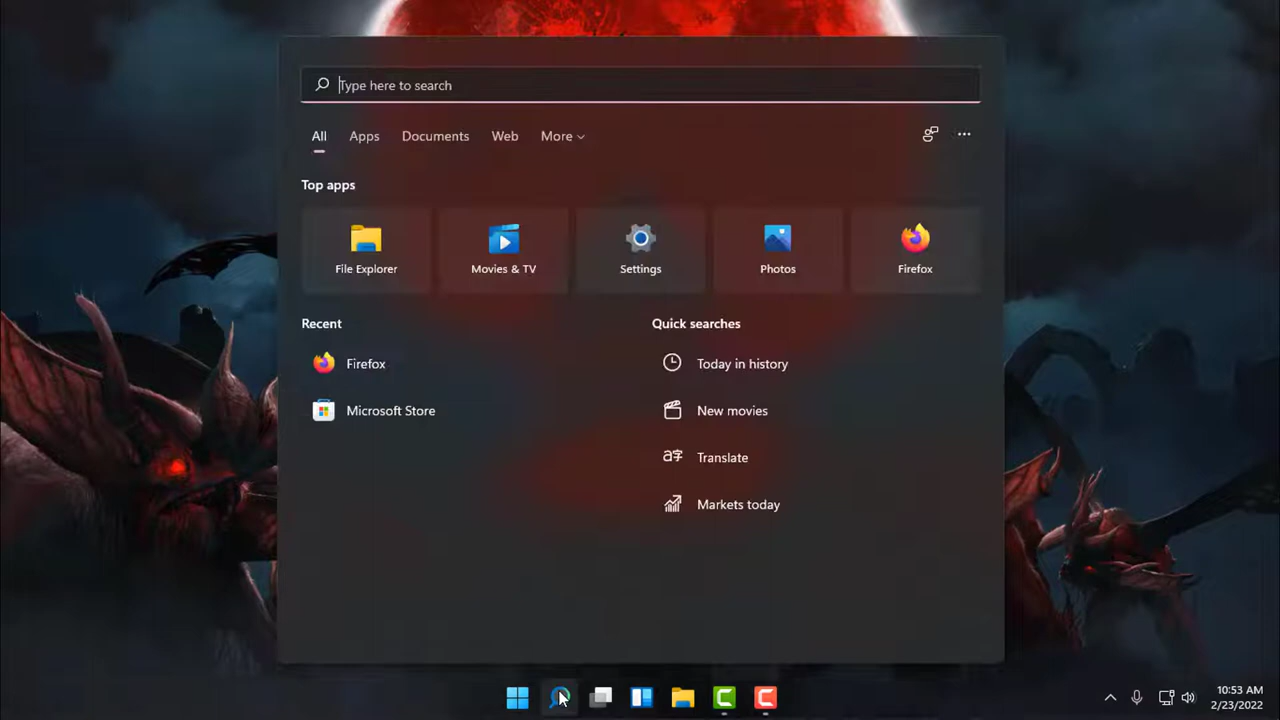 Type here to search
All Apps Documents Web More
Top apps
File Explorer Movies & TV Settings Photos Firefox
Recent Quick searches
Firefox Today in history
Microsoft Store New movies
Translate
Markets today
10:53 AM
2/23/2022